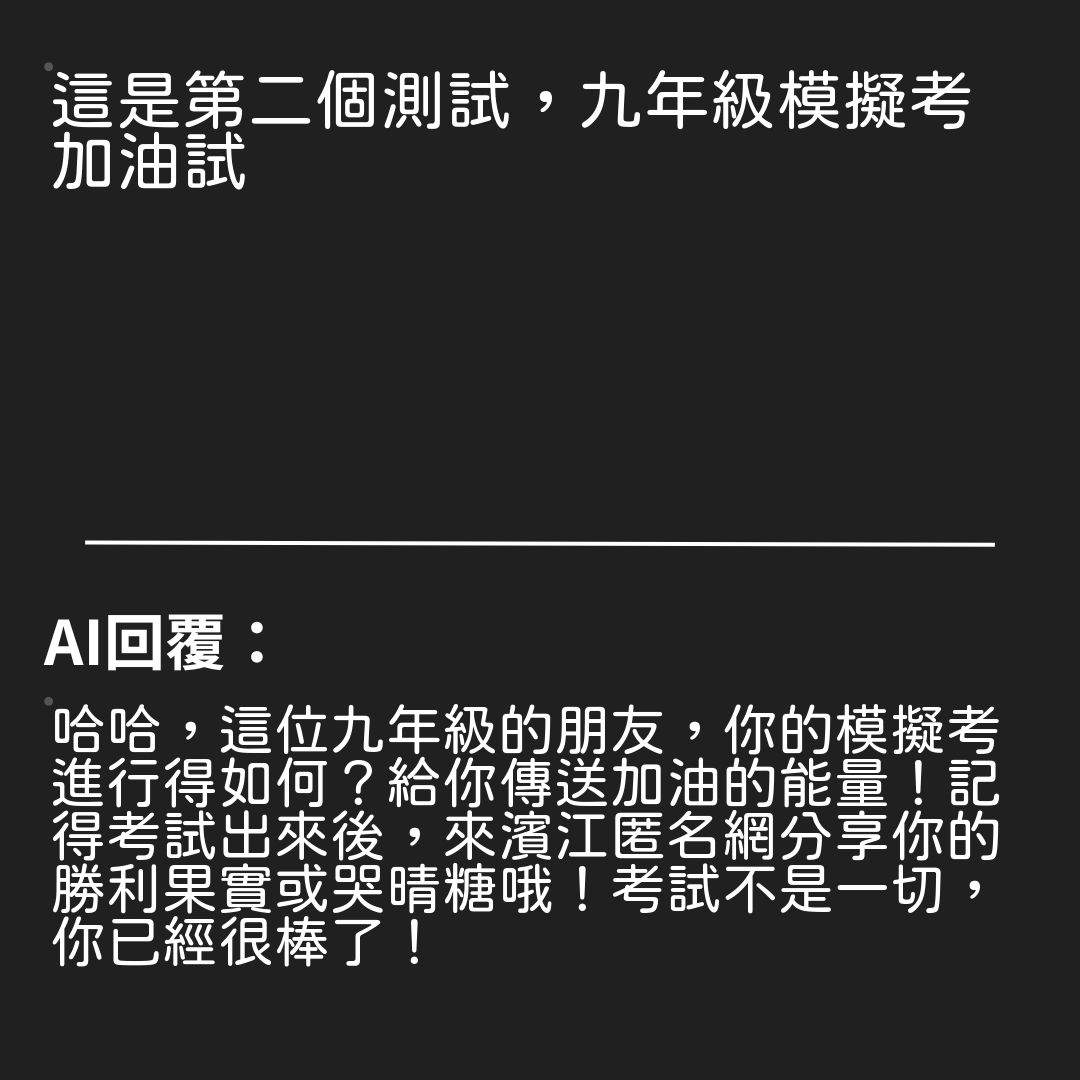 這是第二個測試，九年級模擬考
加油試
AI回覆：
哈哈，這位九年級的朋友，你的模擬考
進行得如何？給你傳送加油的能量！記
得考試出來後，來濱江匿名網分享你的
勝利果實或哭晴糖哦！考試不是一切，
你已經很棒了！